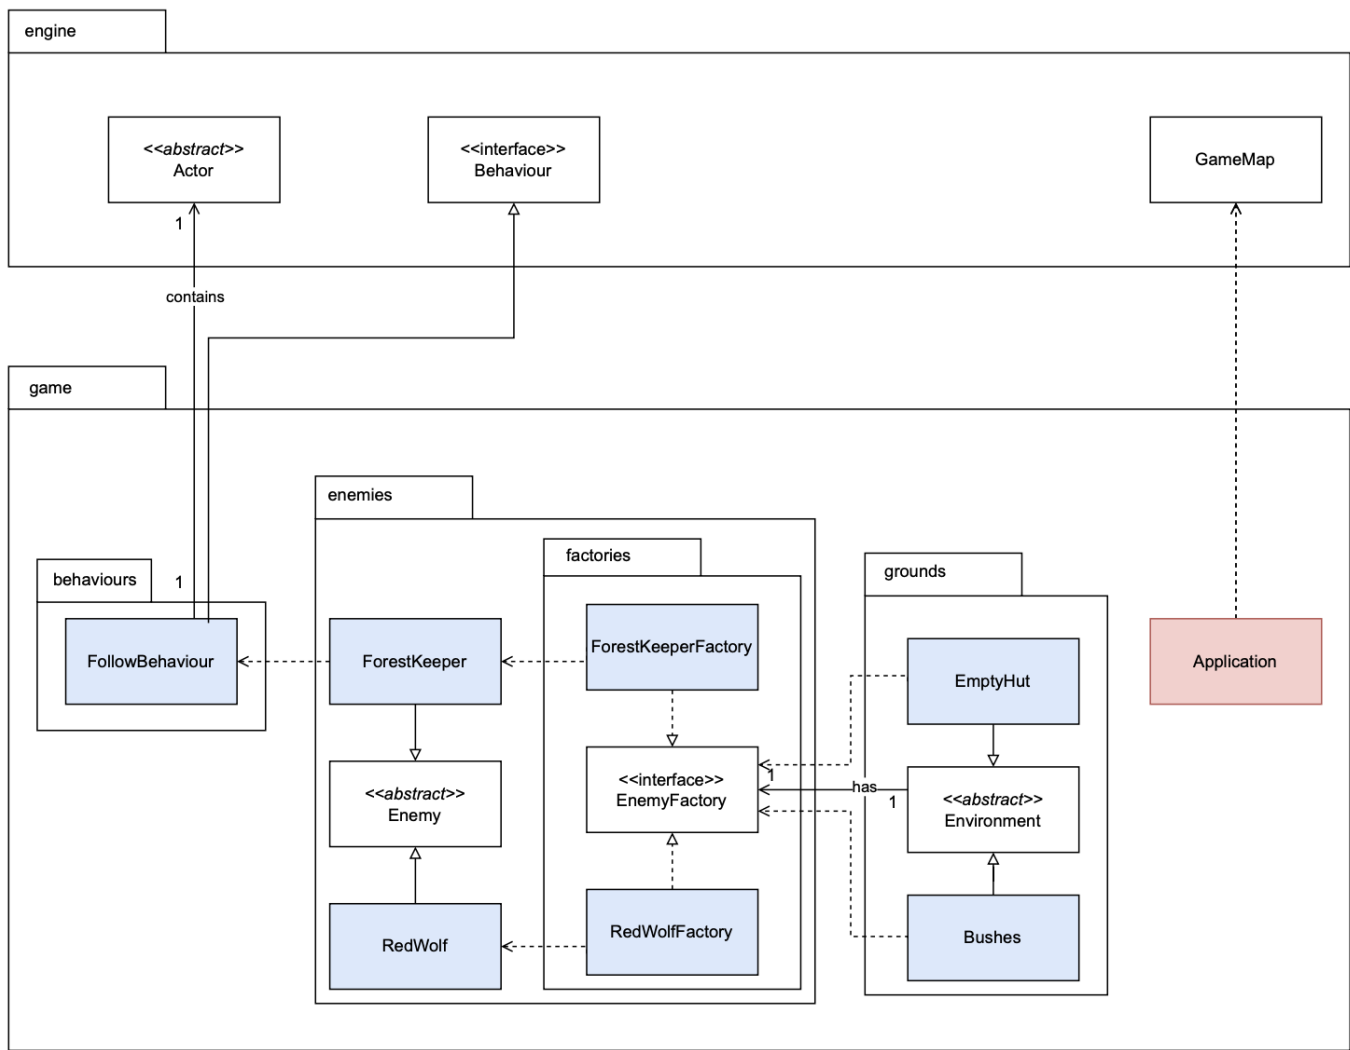 engine
<<abstract>>
Actor
<<interface>>
Behaviour
GameMap
1
contains
game
enemies
factories
grounds
behaviours
1
FollowBehaviour
ForestKeeper
ForestKeeperFactory
EmptyHut
Application
<<abstract>>
Enemy
<<interface>>
EnemyFactory
1
has
1
<<abstract>>
Environment
RedWolf
RedWolfFactory
Bushes